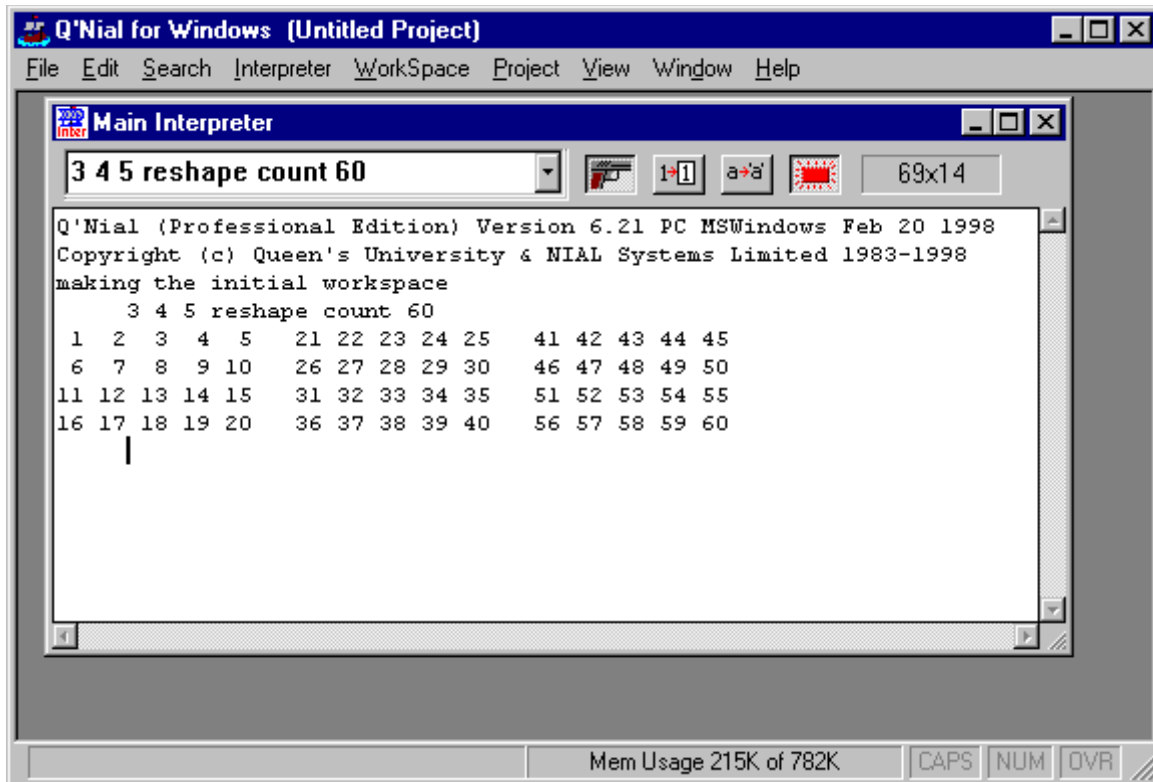 Q'Nial for Windows (Untitled Project)
File Edit Search Interpreter WorkSpace Project View Window Help
Inter Main Interpreter
3 4 5 reshape count 60 1 1 a 'a' 69x14
Q'Nial (Professional Edition) Version 6.21 PC MSWindows Feb 20 1998
Copyright (c) Queen's University & NIAL Systems Limited 1983-1998
making the initial workspace
3 4 5 reshape count 60
1 2 3 4 5 21 22 23 24 25 41 42 43 44 45
6 7 8 9 10 26 27 28 29 30 46 47 48 49 50
11 12 13 14 15 31 32 33 34 35 51 52 53 54 55
16 17 18 19 20 36 37 38 39 40 56 57 58 59 60
Mem Usage 215K of 782K CAPS NUM OVR